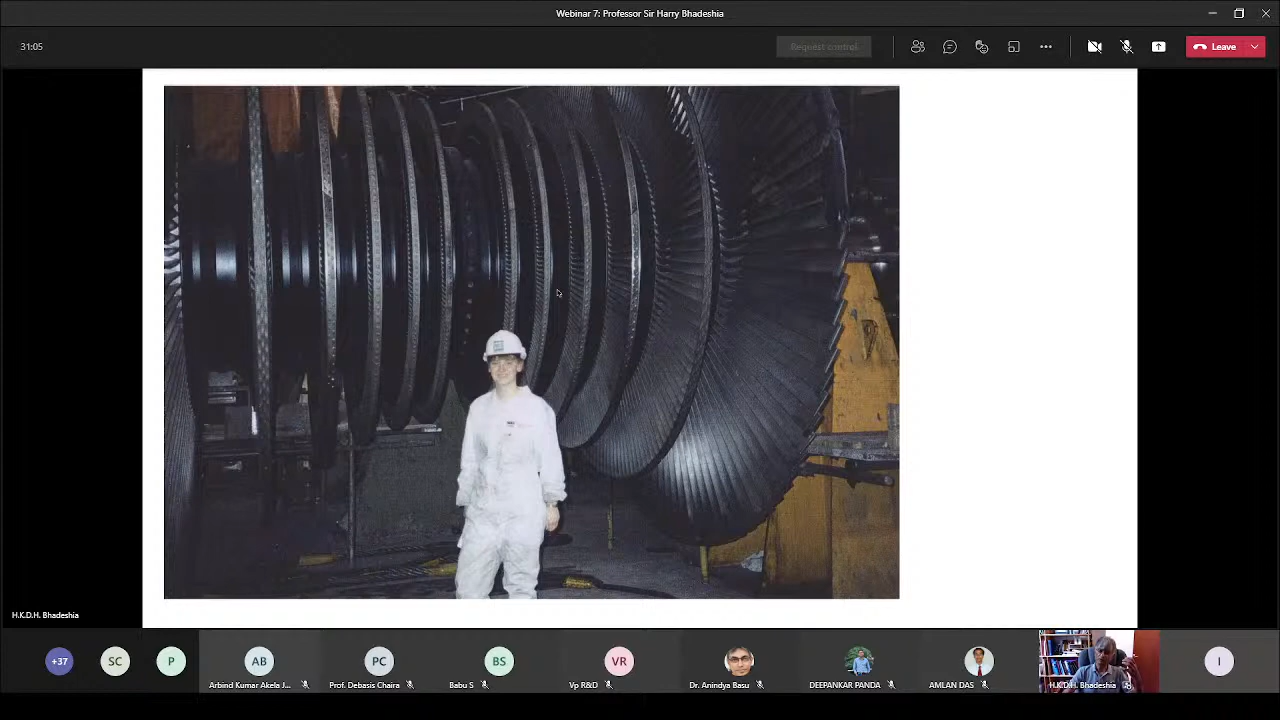 Webinar 7: Professor Sir Harry Bhadeshia
31:05
Request control
Leave
H.K.D.H. Bhadeshia
+37
SC
P
AB
PC
BS
VR
I
Arbind Kumar Akela J...
Prof. Debasis Chaira
Babu S
Vp R&D
Dr. Anindya Basu
DEEPANKAR PANDA
AMLAN DAS
H.K.D.H. Bhadeshia